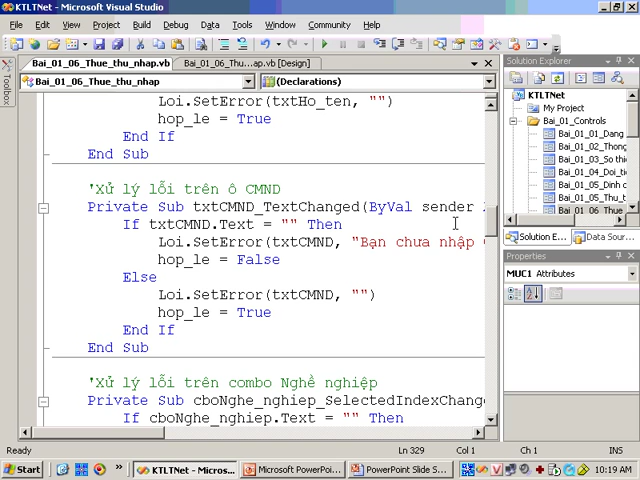 KTLTNet - Microsoft Visual Studio
File Edit View Project Build Debug Data Tools Window Community
Help
Toolbox
Bai_01_06_Thue_thu_nhap.vb Bai_01_06_Thu...ap.vb [Design]
Bai_01_06_Thue_thu_nhap (Declarations)
Loi.SetError(txtHo_ten, "")
hop_le = True
End If
End Sub
'Xử lý lỗi trên ô CMND
Private Sub txtCMND_TextChanged(ByVal sender
If txtCMND.Text = "" Then
Loi.SetError(txtCMND, "Bạn chưa nhập
hop_le = False
Else
Loi.SetError(txtCMND, "")
hop_le = True
End If
End Sub
'Xử lý lỗi trên combo Nghề nghiệp
Private Sub cboNghe_nghiep_SelectedIndexChange
If cboNghe_nghiep.Text = "" Then
Solution Explorer
KTLTNet
My Project
Bai_01_Controls
Bai_01_01_Dang
Bai_01_02_Thong
Bai_01_03_So thi
Bai_01_04_Doi_ti
Bai_01_05_Dinh c
Bai_01_05_Thu_t
Bai_01_06_Thue
Solution E... Data Sour...
Properties
MUC1 Attributes
Ready Ln 329 Col 1 Ch 1 INS
Start KTLTNet - Micros... Microsoft PowerPoint... PowerPoint Slide S... 10:19 AM